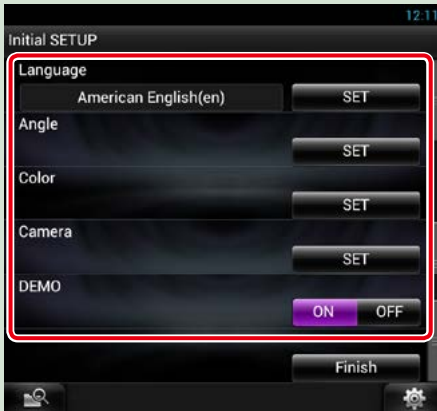 12:11
Initial SETUP
Language
American English(en) SET
Angle
SET
Color
SET
Camera
SET
DEMO
ON OFF
Finish